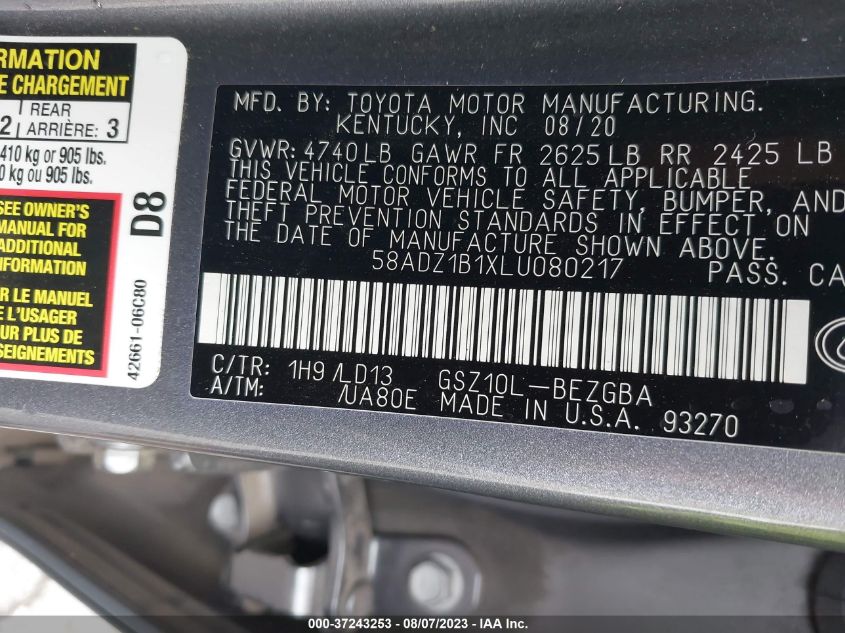 RMATION
E CHARGEMENT
2 REAR
ARRIÈRE: 3
410 kg or 905 lbs.
0 kg ou 905 lbs.
SEE OWNER'S
MANUAL FOR
ADDITIONAL
INFORMATION
R LE MANUEL
E L'USAGER
UR PLUS DE
SEIGNEMENTS
D8
42661-06C80
MFD. BY: TOYOTA MOTOR MANUFACTURING.
KENTUCKY, INC 08/20
GVWR: 4740LB GAWR FR 2625LB RR 2425 LB
THIS VEHICLE CONFORMS TO ALL APPLICABLE
FEDERAL MOTOR VEHICLE SAFETY, BUMPER, AND
THEFT PREVENTION STANDARDS IN EFFECT ON
THE DATE OF MANUFACTURE SHOWN ABOVE.
58ADZ1B1XLU080217 PASS. CA
C/TR: 1H9/LD13 GSZ10L-BEZGBA
A/TM: /UA80E MADE IN U.S.A. 93270
000-37243253 - 08/07/2023 - IAA Inc.